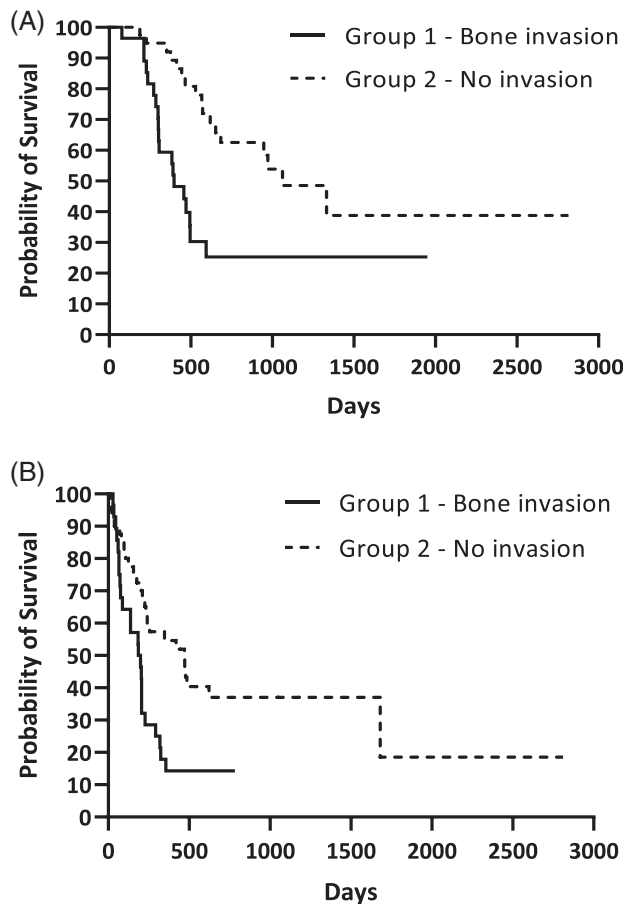 (A)
Group 1 - Bone invasion
Group 2 - No invasion
Probability of Survival
100
90
80
70
60
50
40
30
20
10
0
0 500 1000 1500 2000 2500 3000
Days
(B)
Group 1 - Bone invasion
Group 2 - No invasion
Probability of Survival
100
90
80
70
60
50
40
30
20
10
0
0 500 1000 1500 2000 2500 3000
Days